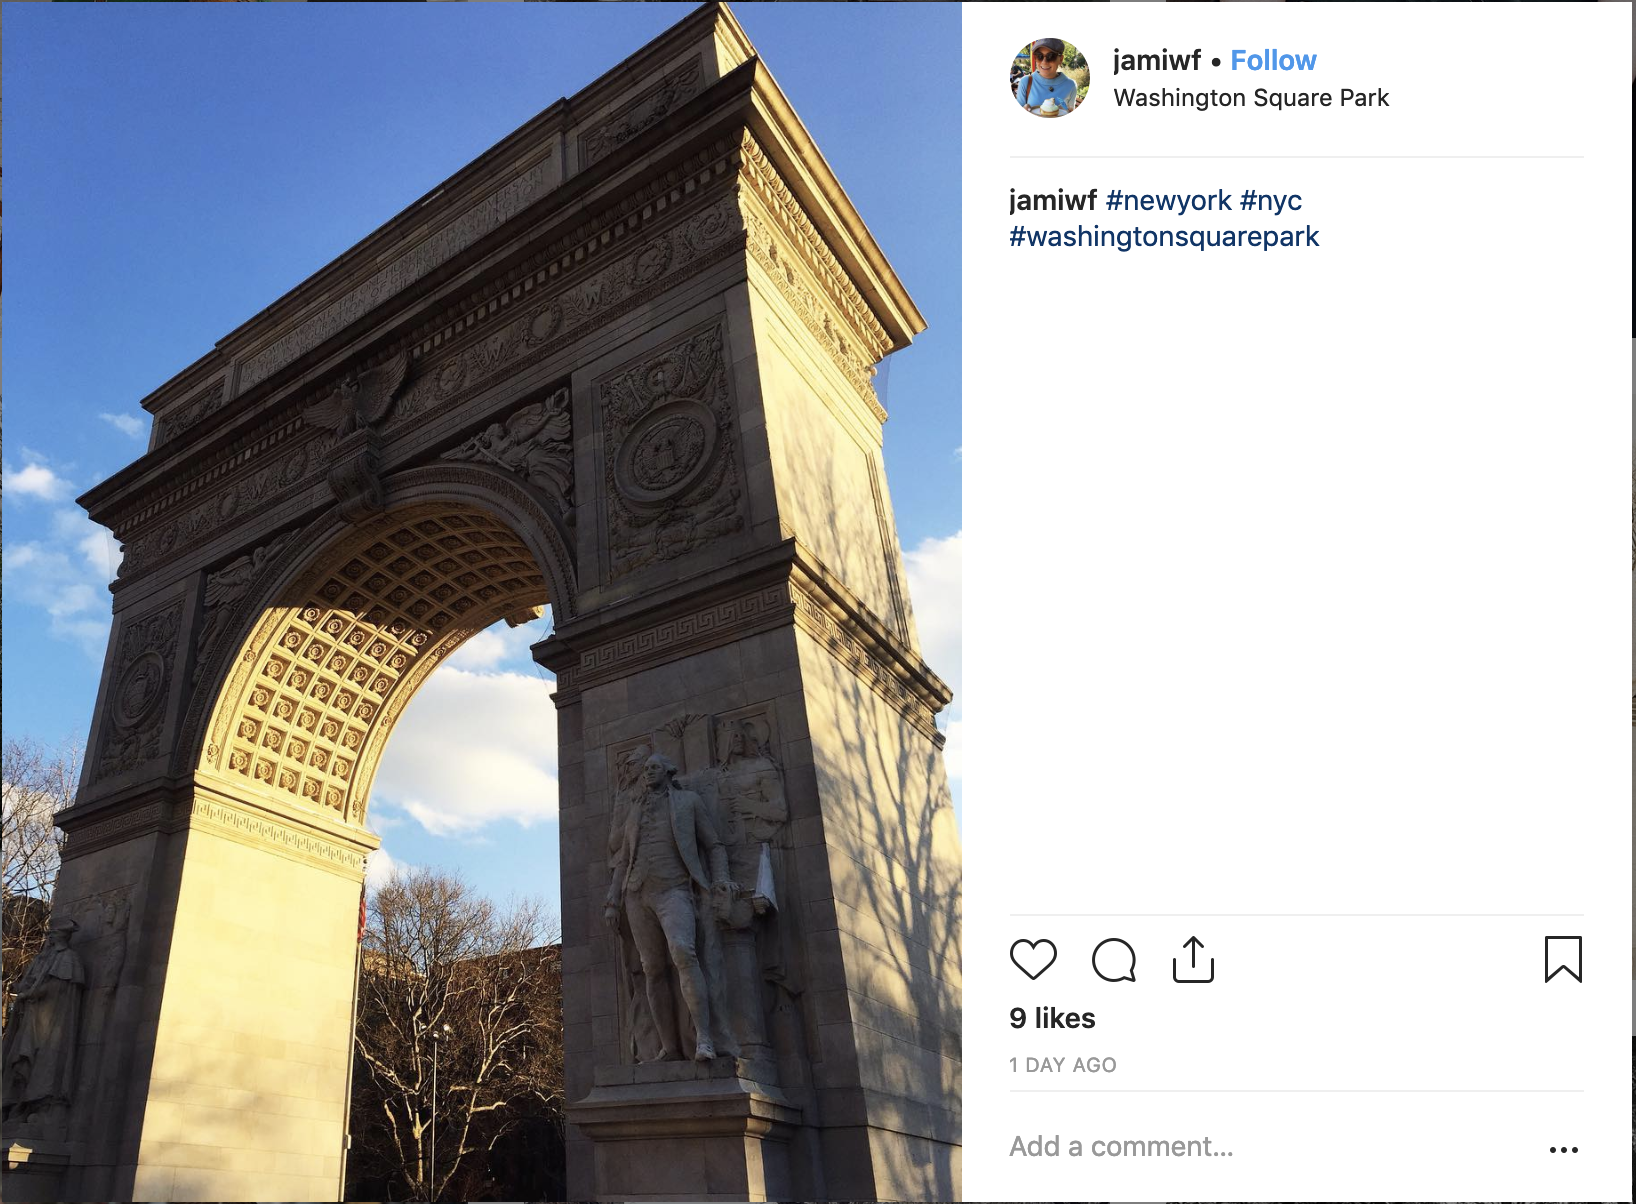 jamiwf • Follow
Washington Square Park
jamiwf #newyork #nyc
#washingtonsquarepark
9 likes
1 DAY AGO
Add a comment...
W
W
W
W